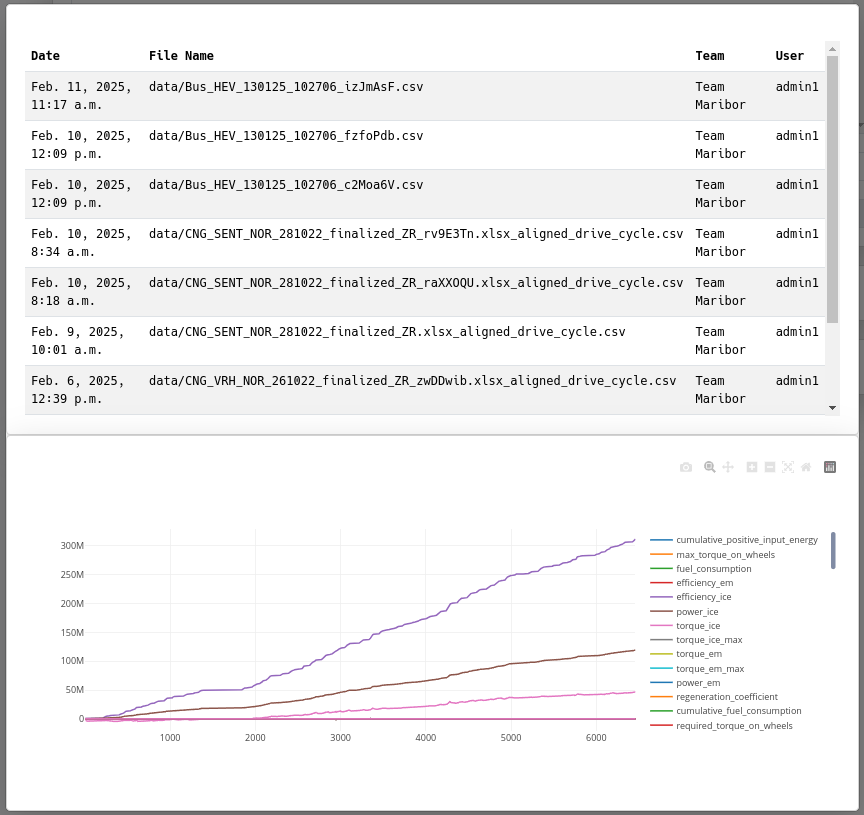 Date File Name Team User
Feb. 11, 2025, data/Bus_HEV_130125_102706_izJmAsF.csv Team admin1
11:17 a.m. Maribor
Feb. 10, 2025, data/Bus_HEV_130125_102706_fzfoPdb.csv Team admin1
12:09 p.m. Maribor
Feb. 10, 2025, data/Bus_HEV_130125_102706_c2Moa6V.csv Team admin1
12:09 p.m. Maribor
Feb. 10, 2025, data/CNG_SENT_NOR_281022_finalized_ZR_rv9E3Tn.xlsx_aligned_drive_cycle.csv Team admin1
8:34 a.m. Maribor
Feb. 10, 2025, data/CNG_SENT_NOR_281022_finalized_ZR_raXXOQU.xlsx_aligned_drive_cycle.csv Team admin1
8:18 a.m. Maribor
Feb. 9, 2025, data/CNG_SENT_NOR_281022_finalized_ZR.xlsx_aligned_drive_cycle.csv Team admin1
10:01 a.m. Maribor
Feb. 6, 2025, data/CNG_VRH_NOR_261022_finalized_ZR_zwDDwib.xlsx_aligned_drive_cycle.csv Team admin1
12:39 p.m. Maribor
300M
250M
200M
150M
100M
50M
0
1000 2000 3000 4000 5000 6000
cumulative_positive_input_energy
max_torque_on_wheels
fuel_consumption
efficiency_em
efficiency_ice
power_ice
torque_ice
torque_ice_max
torque_em
torque_em_max
power_em
regeneration_coefficient
cumulative_fuel_consumption
required_torque_on_wheels